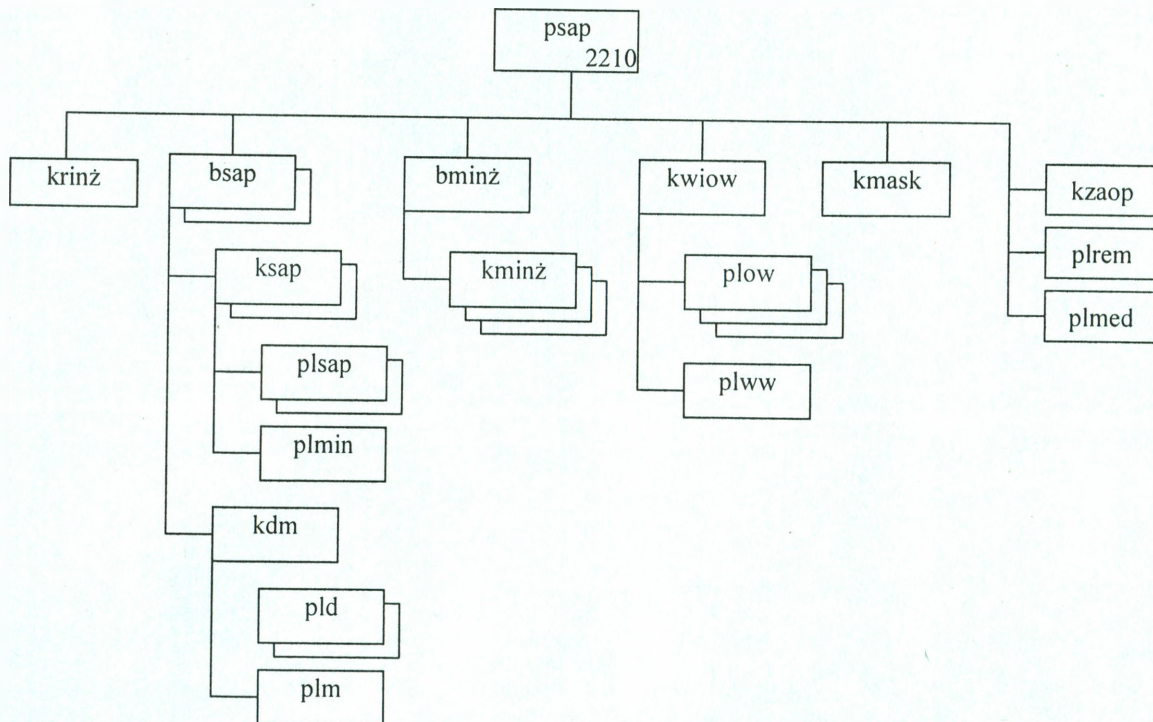 psap
2210
krinż
bsap
bminż
kwiow
kmask
kzaop
ksap
kminż
plow
plrem
plmed
plsap
plww
plmin
kdm
pld
plm